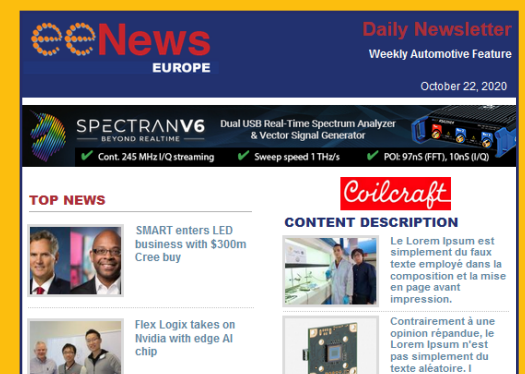 eeNews
EUROPE
Daily Newsletter
Weekly Automotive Feature
October 22, 2020
SPECTRANV6
BEYOND REALTIME
Dual USB Real-Time Spectrum Analyzer
& Vector Signal Generator
Cont. 245 MHz I/Q streaming
Sweep speed 1 THz/s
POI: 97nS (FFT), 10nS (I/Q)
TOP NEWS
SMART enters LED
business with $300m
Cree buy
Flex Logix takes on
Nvidia with edge AI
chip
Coilcraft
CONTENT DESCRIPTION
Le Lorem Ipsum est
simplement du faux
texte employé dans la
composition et la mise
en page avant
impression.
Contrairement à une
opinion répandue, le
Lorem Ipsum n'est
pas simplement du
texte aléatoire. I